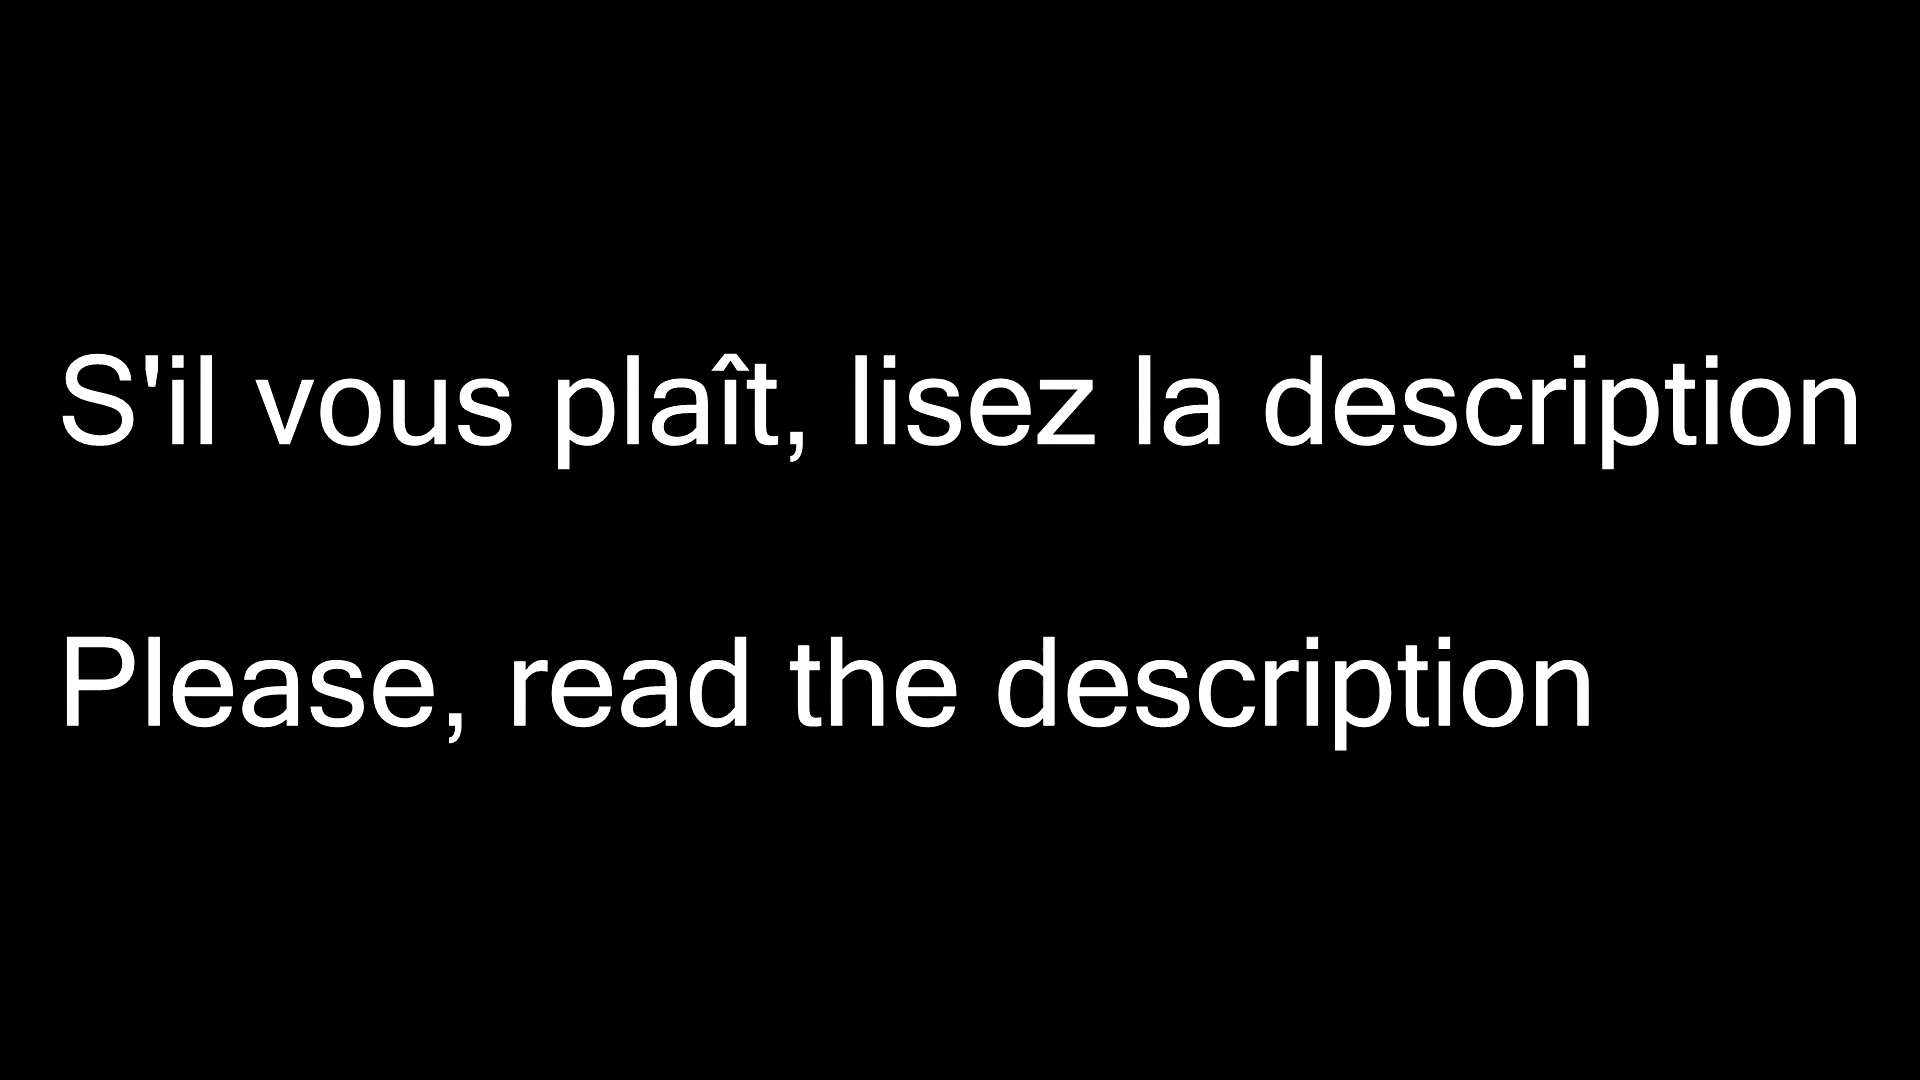 S'il vous plaît, lisez la description
Please, read the description